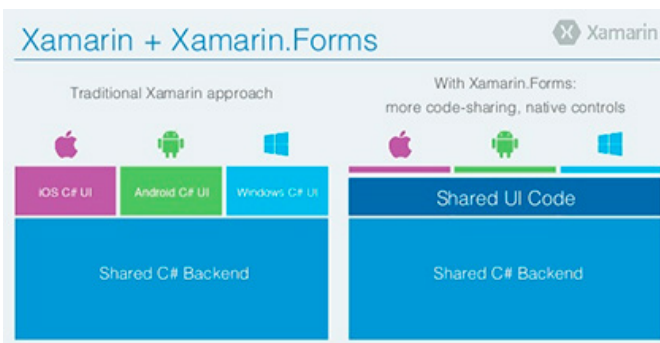 Xamarin + Xamarin.Forms
Xamarin
Traditional Xamarin approach
iOS C# UI
Android C# UI
Windows C# UI
Shared C# Backend
With Xamarin.Forms:
more code-sharing, native controls
Shared UI Code
Shared C# Backend